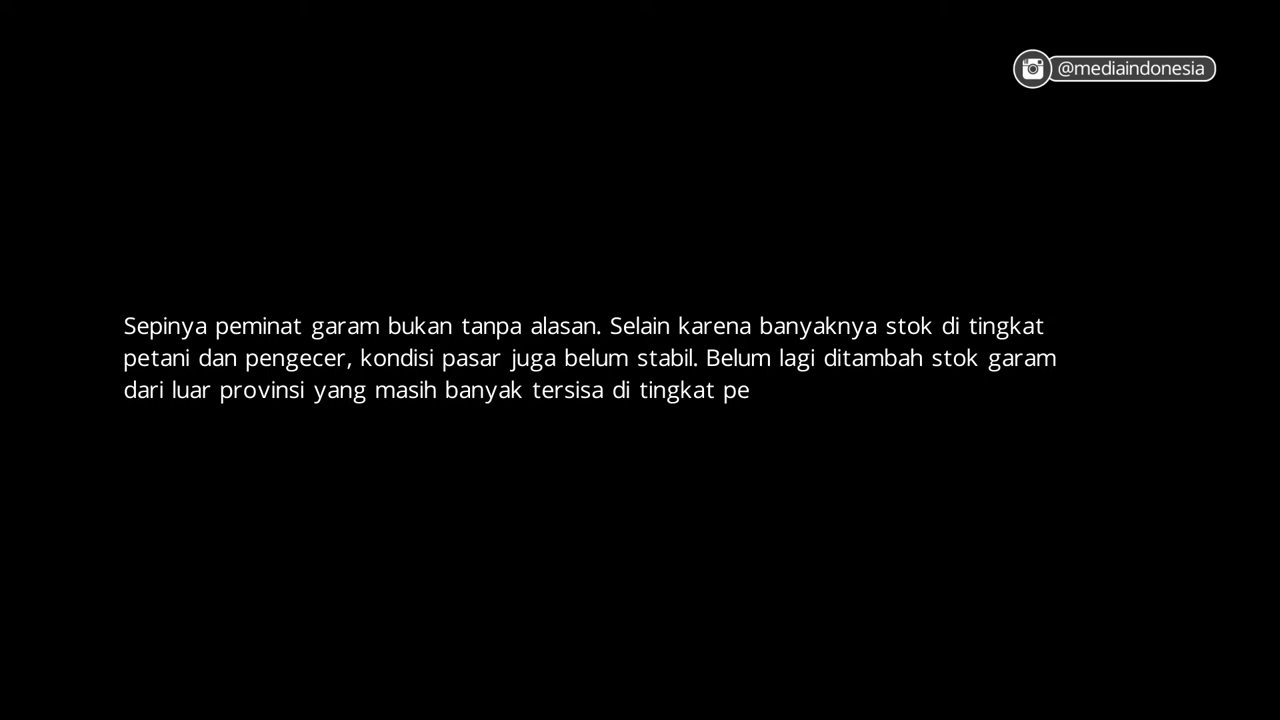 @mediaindonesia
Sepinya peminat garam bukan tanpa alasan. Selain karena banyaknya stok di tingkat
petani dan pengecer, kondisi pasar juga belum stabil. Belum lagi ditambah stok garam
dari luar provinsi yang masih banyak tersisa di tingkat pe